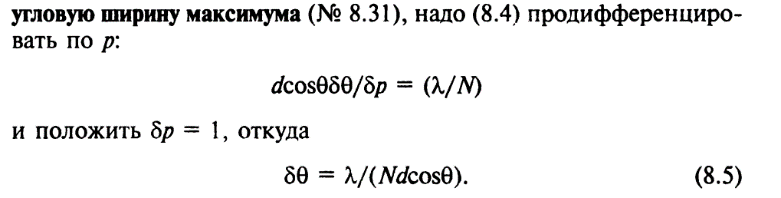 угловую ширину максимума (№ 8.31), надо (8.4) продифференциро-
вать по p:
dcosθδθ/δp = (λ/N)
и положить δp = 1, откуда
δθ = λ/(Ndcosθ). (8.5)